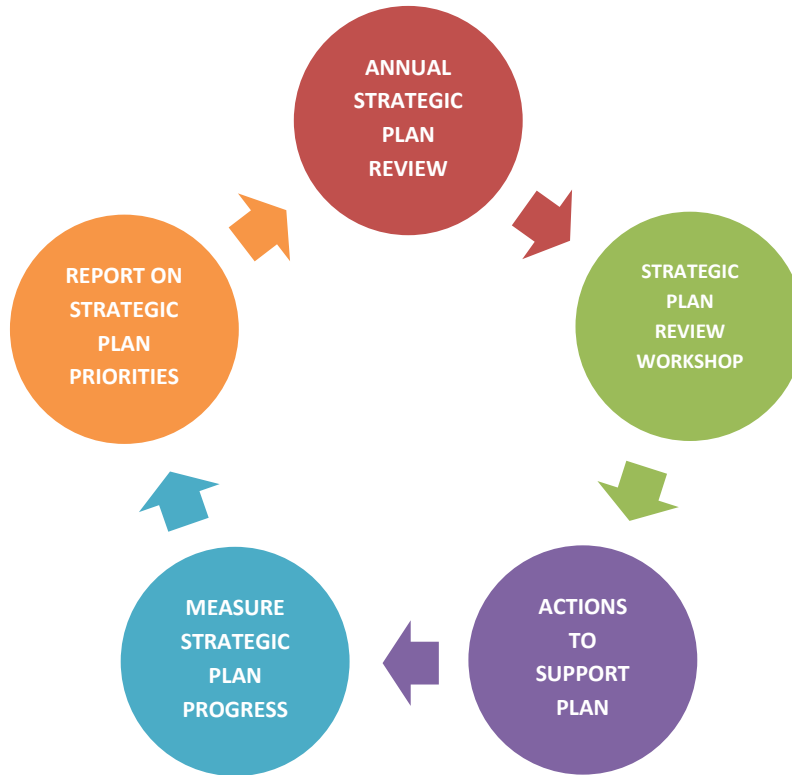 ANNUAL
STRATEGIC
PLAN
REVIEW
STRATEGIC
PLAN
REVIEW
WORKSHOP
ACTIONS
TO
SUPPORT
PLAN
MEASURE
STRATEGIC
PLAN
PROGRESS
REPORT ON
STRATEGIC
PLAN
PRIORITIES